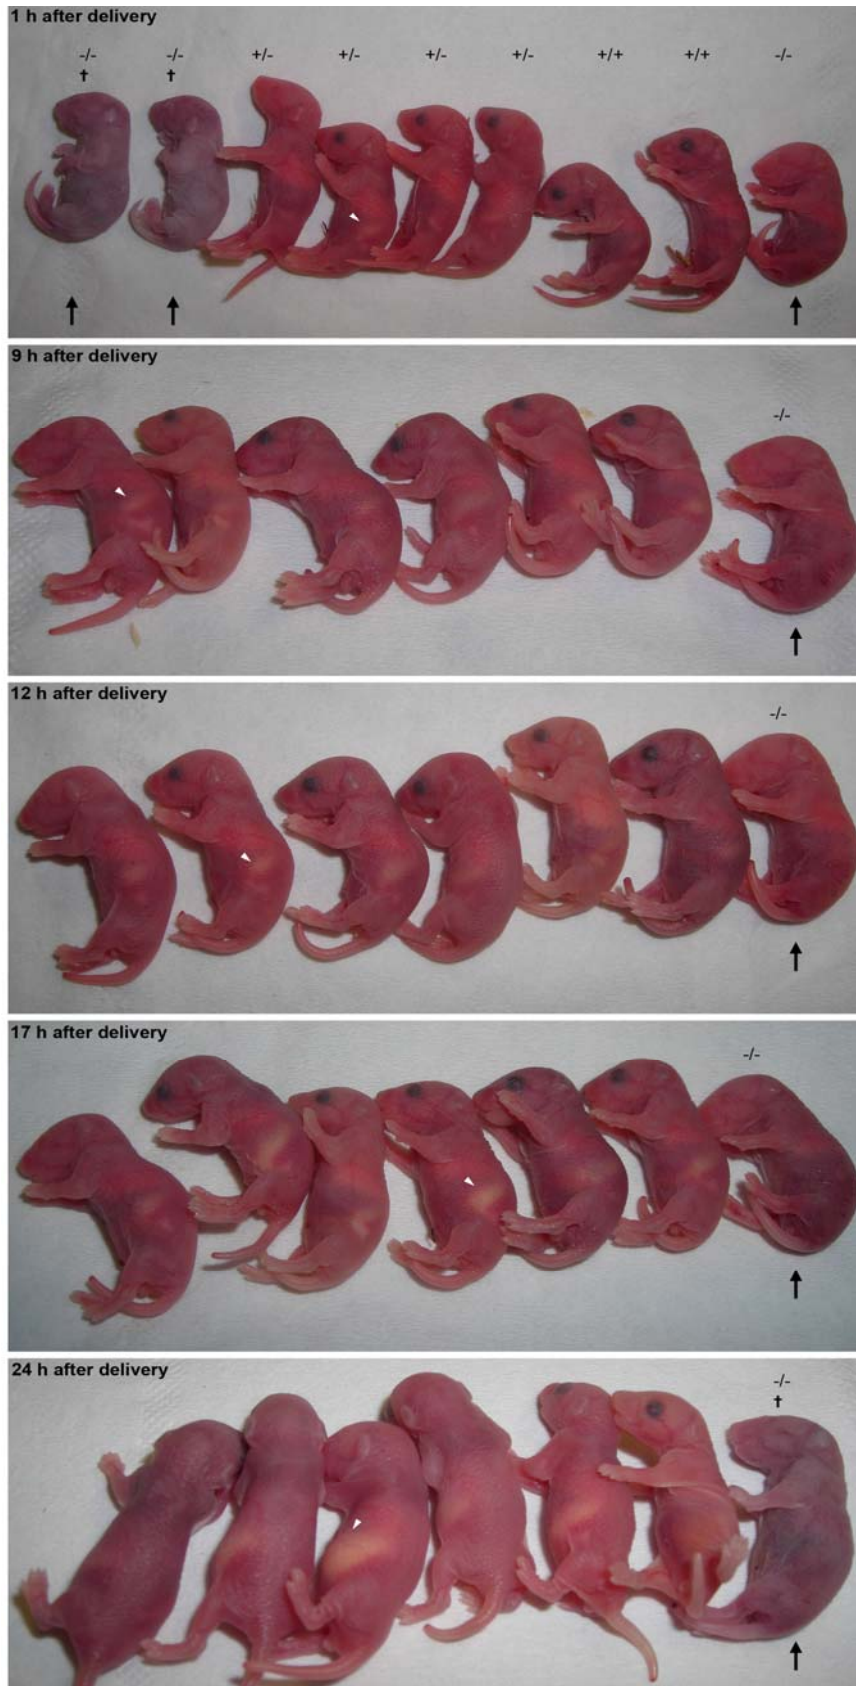 1 h after delivery
-/- -/- +/- +/- +/- +/- +/+ +/+ -/-
† †
9 h after delivery
-/-
12 h after delivery
-/-
17 h after delivery
-/-
24 h after delivery
-/-
†